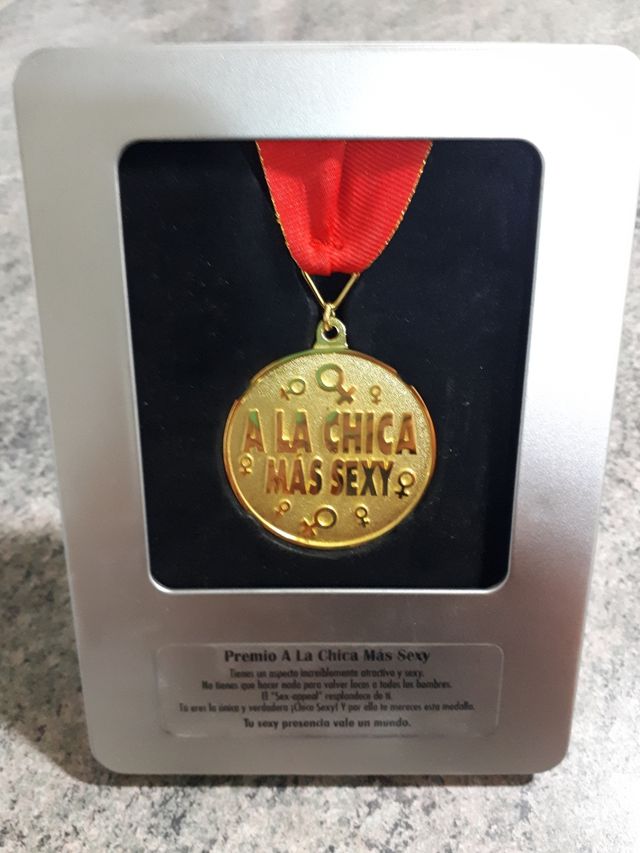 A LA CHICA
MÁS SEXY
Premio A La Chica Más Sexy
Tienes un aspecto increiblemente atractivo y sexy.
No tienes que hacer nada para volver locos a todos los hombres.
El "Sex-appeal" resplandece de ti.
Tu eres la única y verdadera ¡Chica Sexy! Y por ello te mereces esta medalla.
Tu sexy presencia vale un mundo.